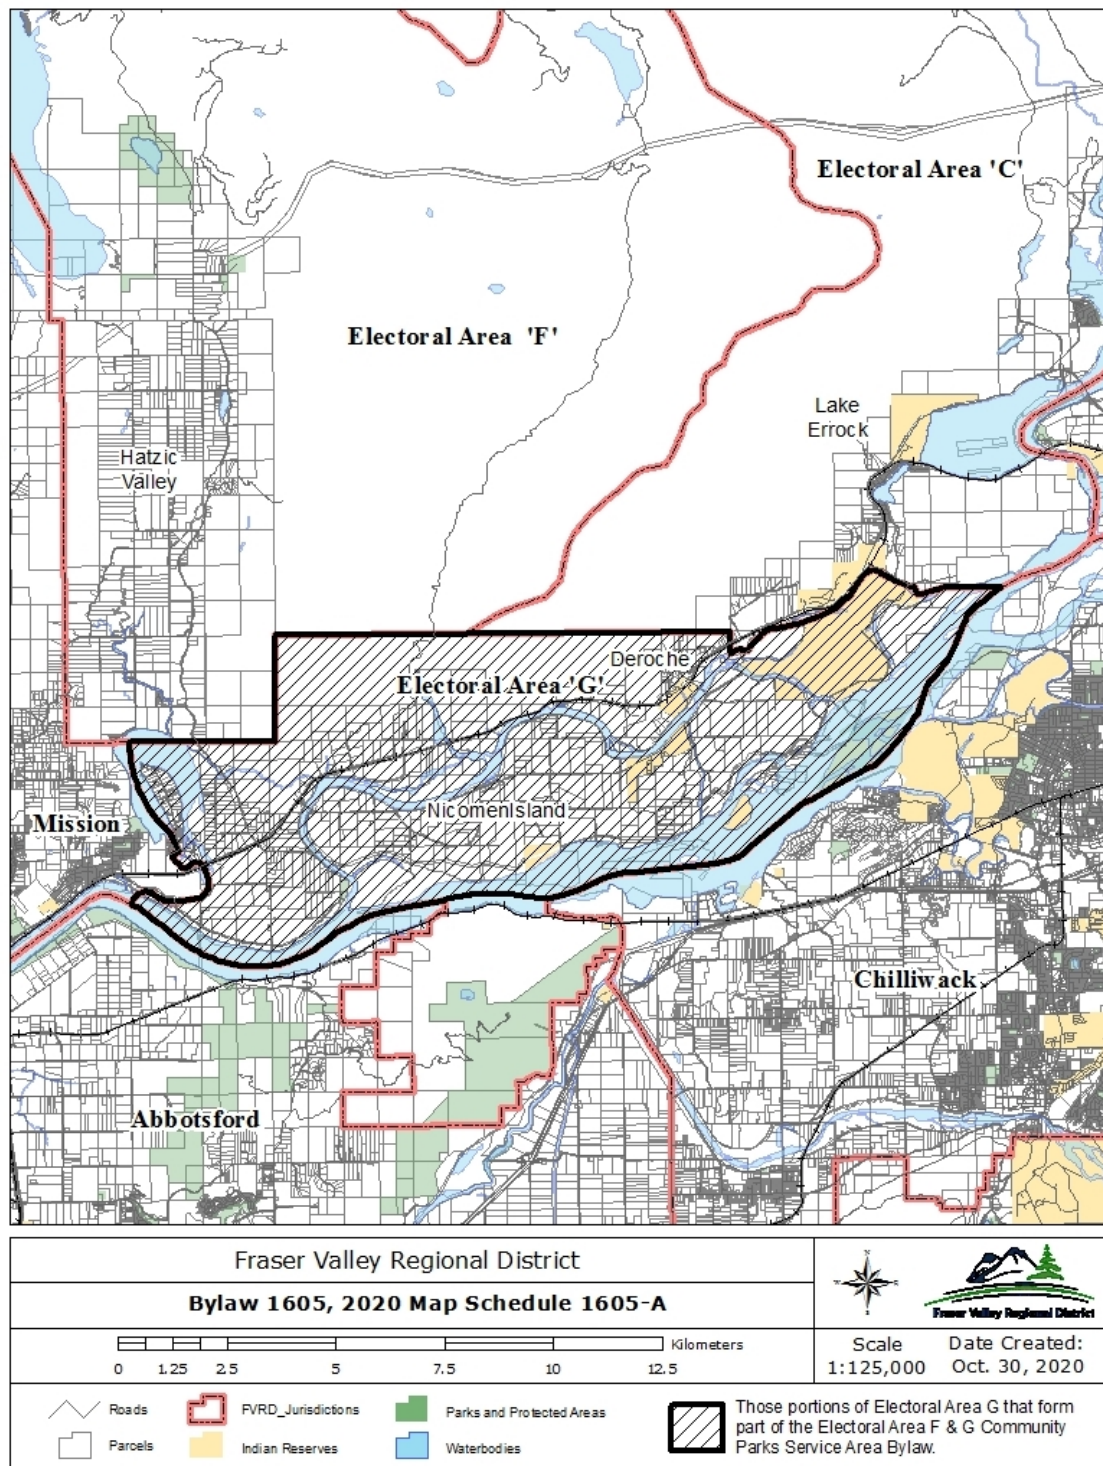 Electoral Area 'C'
Electoral Area 'F'
Lake
Errock
Hatzic
Valley
Deroche
Electoral Area 'G'
NicomenIsland
Mission
Chilliwack
Abbotsford
Fraser Valley Regional District
Bylaw 1605, 2020 Map Schedule 1605-A
Kilometers
0 1.25 2.5 5 7.5 10 12.5
N
Fraser Valley Regional District
Scale
1:125,000
Date Created:
Oct. 30, 2020
Roads
FVRD_Jurisdictions
Parks and Protected Areas
Parcels
Indian Reserves
Waterbodies
Those portions of Electoral Area G that form
part of the Electoral Area F & G Community
Parks Service Area Bylaw.